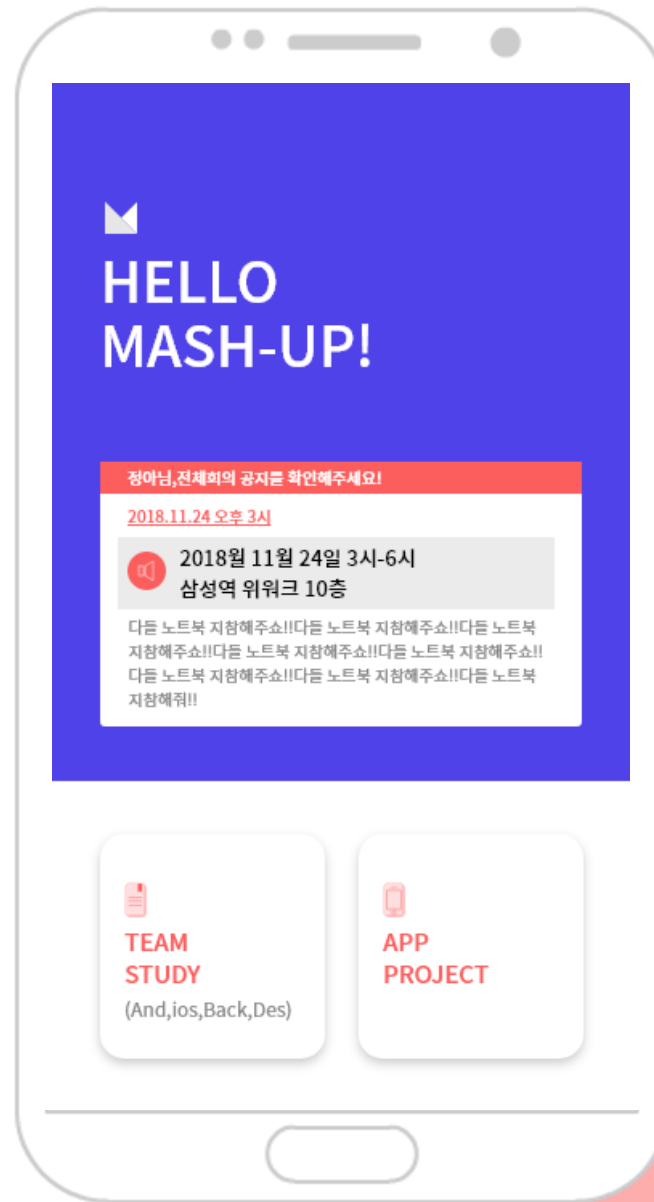 HELLO
MASH-UP!
정아님,전체회의 공지를 확인해주세요!
2018.11.24 오후 3시
2018월 11월 24일 3시-6시
삼성역 위워크 10층
다들 노트북 지참해주쇼!!다들 노트북 지참해주쇼!!다들 노트북
지참해주쇼!!다들 노트북 지참해주쇼!!다들 노트북 지참해주쇼!!
다들 노트북 지참해주쇼!!다들 노트북 지참해주쇼!!다들 노트북
지참해줘!!
TEAM
STUDY
(And,ios,Back,Des)
APP
PROJECT